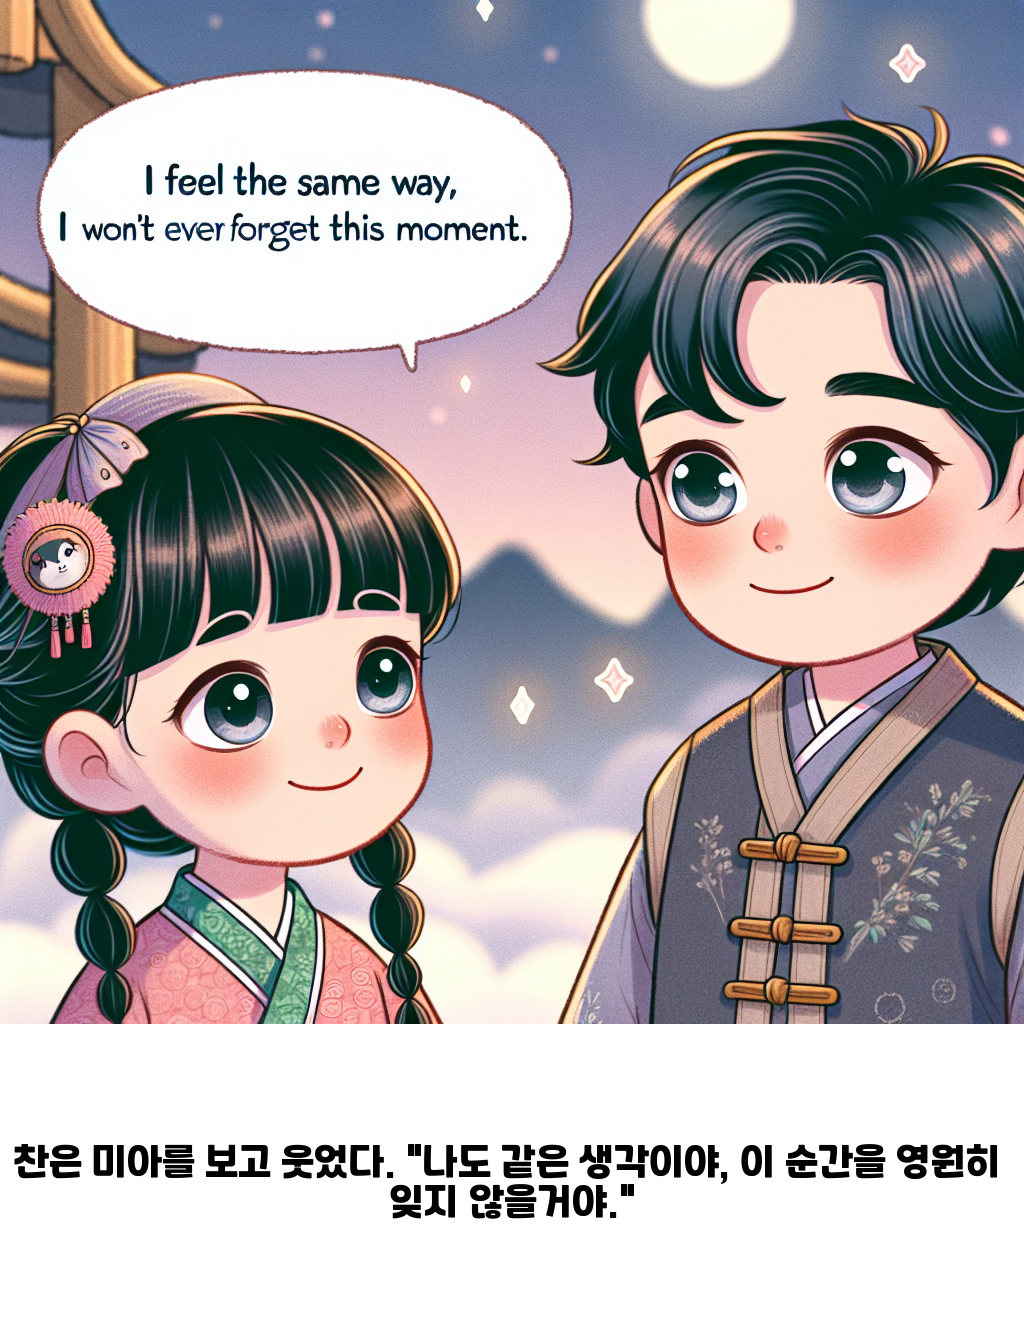 I feel the same way,
I won't ever forget this moment.
찬은 미아를 보고 웃었다. "나도 같은 생각이야, 이 순간을 영원히
잊지 않을거야."